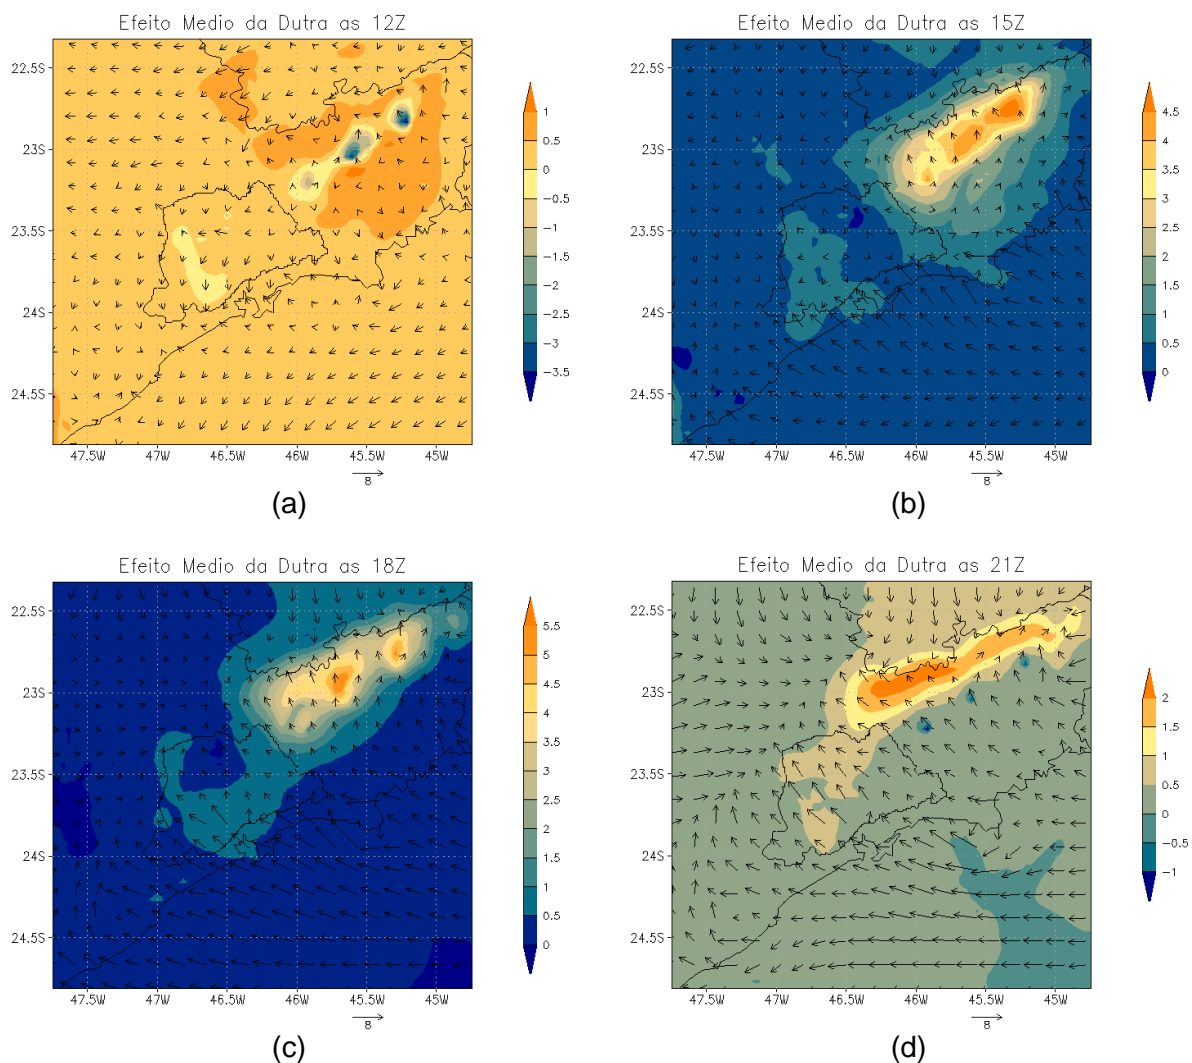 Efeito Medio da Dutra as 12Z
22.5S
23S
23.5S
24S
24.5S
47.5W 47W 46.5W 46W 45.5W 45W
1
0.5
0
−0.5
−1
−1.5
−2
−2.5
−3
−3.5
8
(a)
Efeito Medio da Dutra as 15Z
22.5S
23S
23.5S
24S
24.5S
47.5W 47W 46.5W 46W 45.5W 45W
4.5
4
3.5
3
2.5
2
1.5
1
0.5
0
8
(b)
Efeito Medio da Dutra as 18Z
22.5S
23S
23.5S
24S
24.5S
47.5W 47W 46.5W 46W 45.5W 45W
5.5
5
4.5
4
3.5
3
2.5
2
1.5
1
0.5
0
8
(c)
Efeito Medio da Dutra as 21Z
22.5S
23S
23.5S
24S
24.5S
47.5W 47W 46.5W 46W 45.5W 45W
2
1.5
1
0.5
0
−0.5
−1
8
(d)